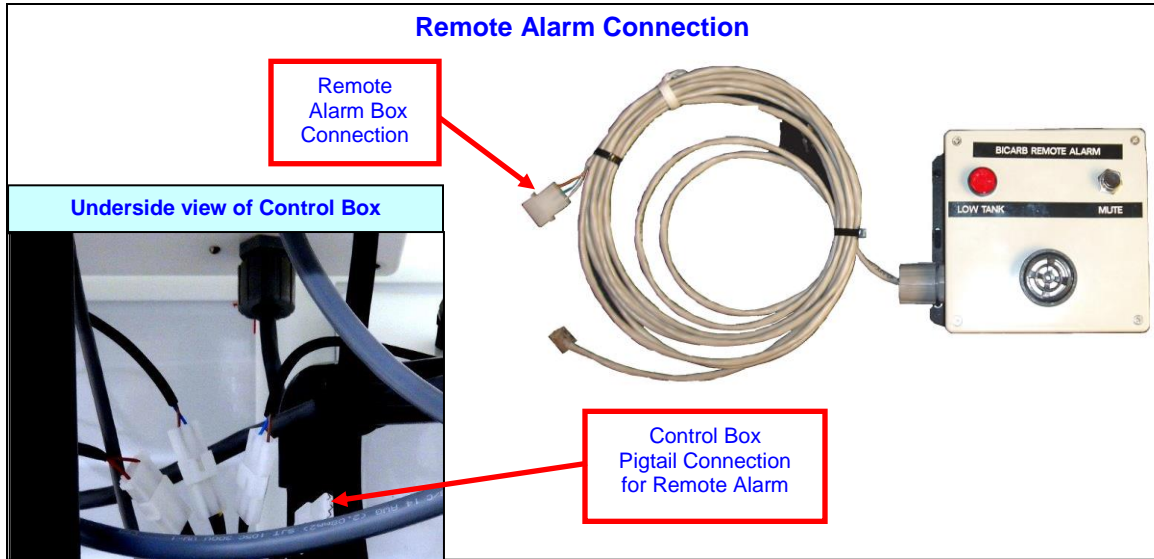 Remote Alarm Connection
Remote
Alarm Box
Connection
BICARB REMOTE ALARM
LOW TANK MUTE
Underside view of Control Box
Control Box
Pigtail Connection
for Remote Alarm